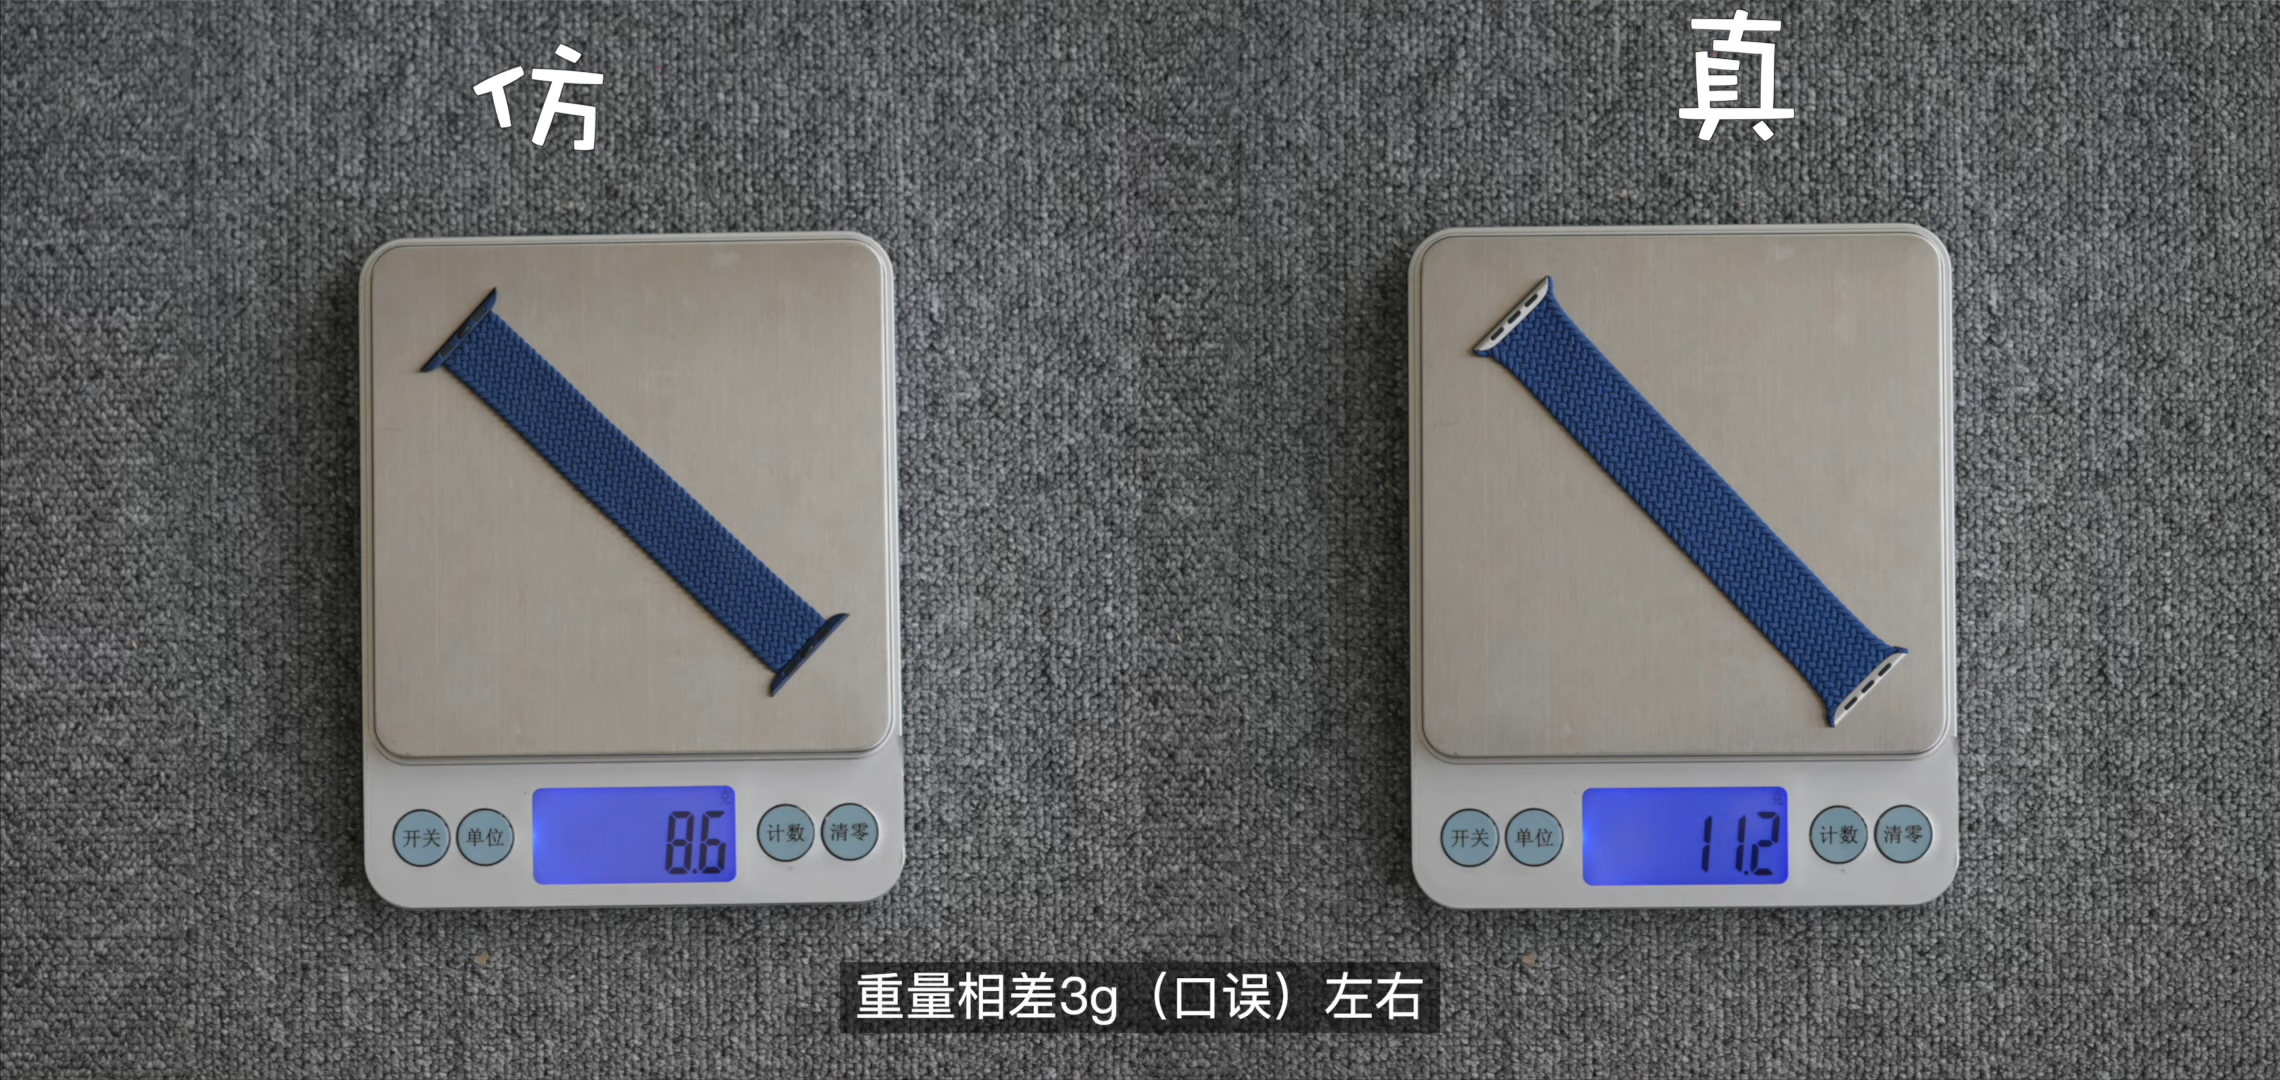 仿
真
开关 单位 8.6 计数 清零
开关 单位 11.2 克 计数 清零
重量相差3g（口误）左右